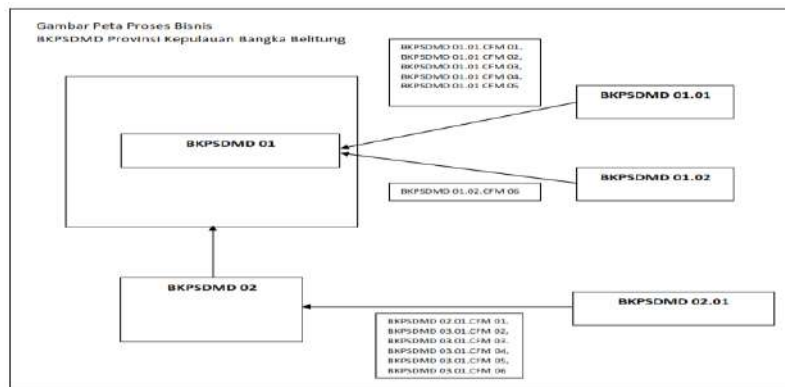 Gambar Peta Proses Bisnis
BKPSDMD Provinsi Kepulauan Bangka Belitung
BKPSDMD 01.01.CFM 01,
BKPSDMD 01.01 CFM 02,
BKPSDMD 01.01 CFM 03,
BKPSDMD 01.01 CFM 04,
BKPSDMD 01.01 CFM 05
BKPSDMD 01.01
BKPSDMD 01
BKPSDMD 01.02
BKPSDMD 01.02.CFM 06
BKPSDMD 02
BKPSDMD 02.01
BKPSDMD 02.01.CFM 01,
BKPSDMD 03.01.CFM 02,
BKPSDMD 03.01.CFM 03,
BKPSDMD 03.01.CFM 04,
BKPSDMD 03.01.CFM 05,
BKPSDMD 03.01.CFM 06